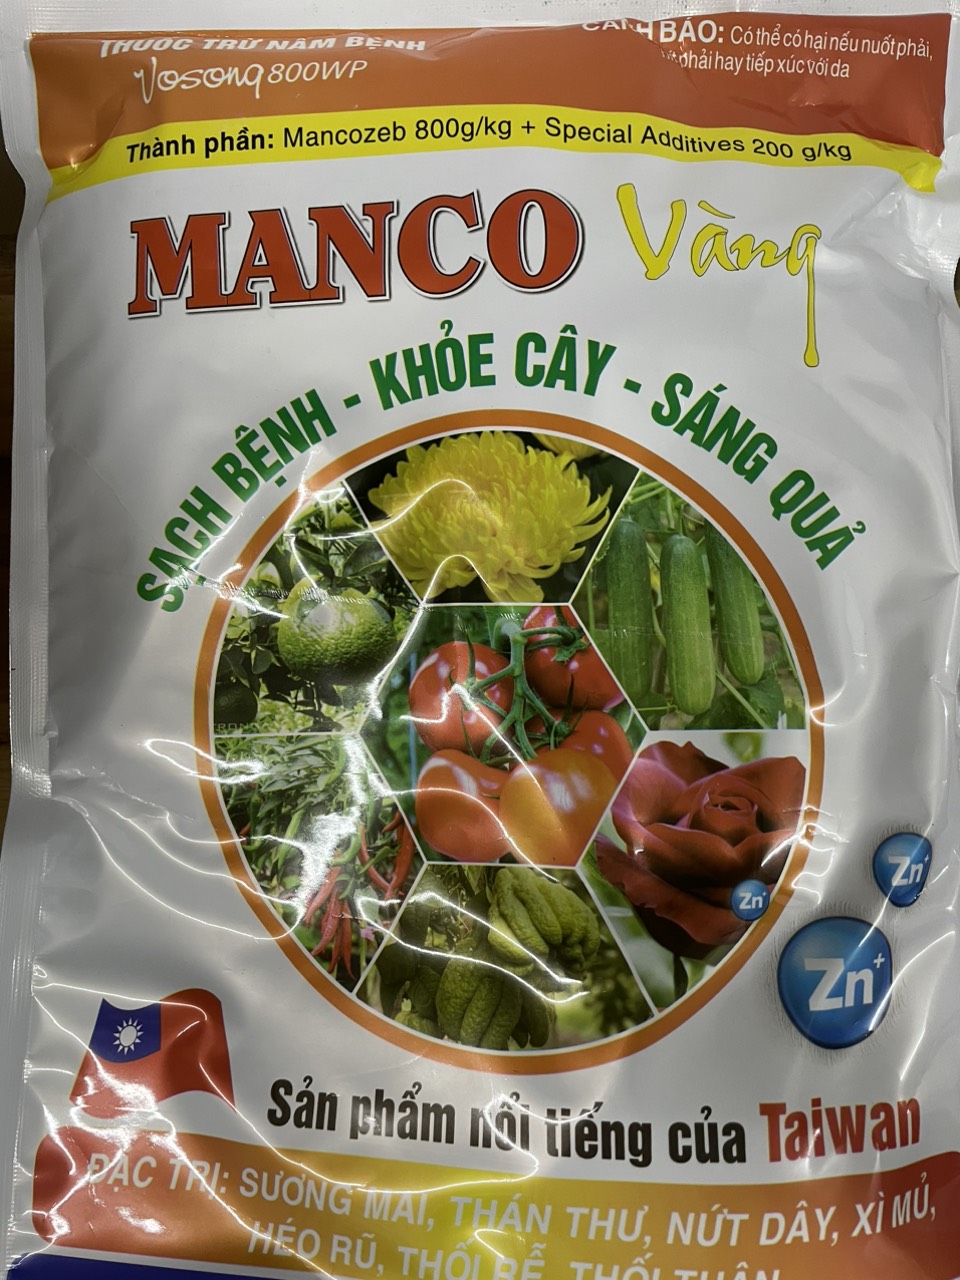 THUỐC TRỪ NẤM BỆNH
Vosong 800WP
CẢNH BÁO: Có thể có hại nếu nuốt phải,
hít phải hay tiếp xúc với da
Thành phần: Mancozeb 800g/kg + Special Additives 200 g/kg
MANCO Vàng
SẠCH BỆNH - KHỎE CÂY - SÁNG QUẢ
Zn+
Zn+
Zn+
Sản phẩm nổi tiếng của Taiwan
ĐẶC TRỊ: SƯƠNG MAI, THÁN THƯ, NỨT DÂY, XÌ MỦ,
HÉO RŨ, THỐI RỄ, THỐI THÂN